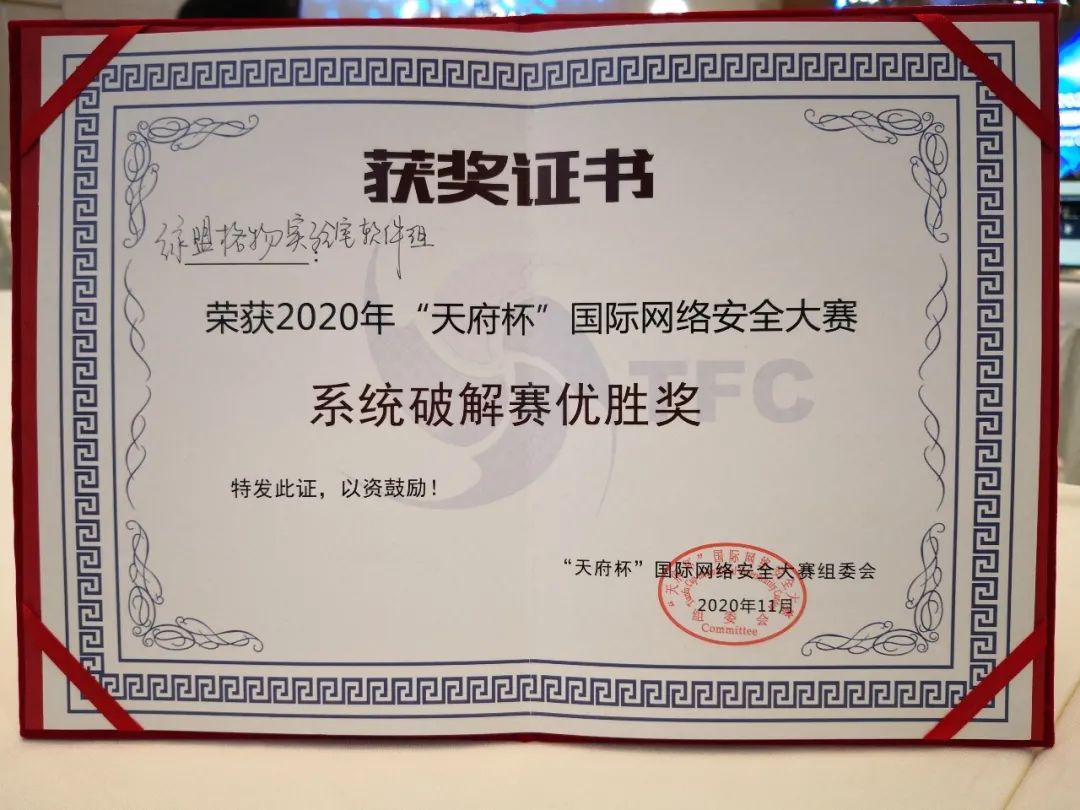 获奖证书
绿盟格物实验室软件组
荣获2020年“天府杯”国际网络安全大赛
TFC
系统破解赛优胜奖
特发此证，以资鼓励！
“天府杯”国际网络安全大赛组委会
2020年11月
“天府杯”国际网络安全大赛
组委会
Committee